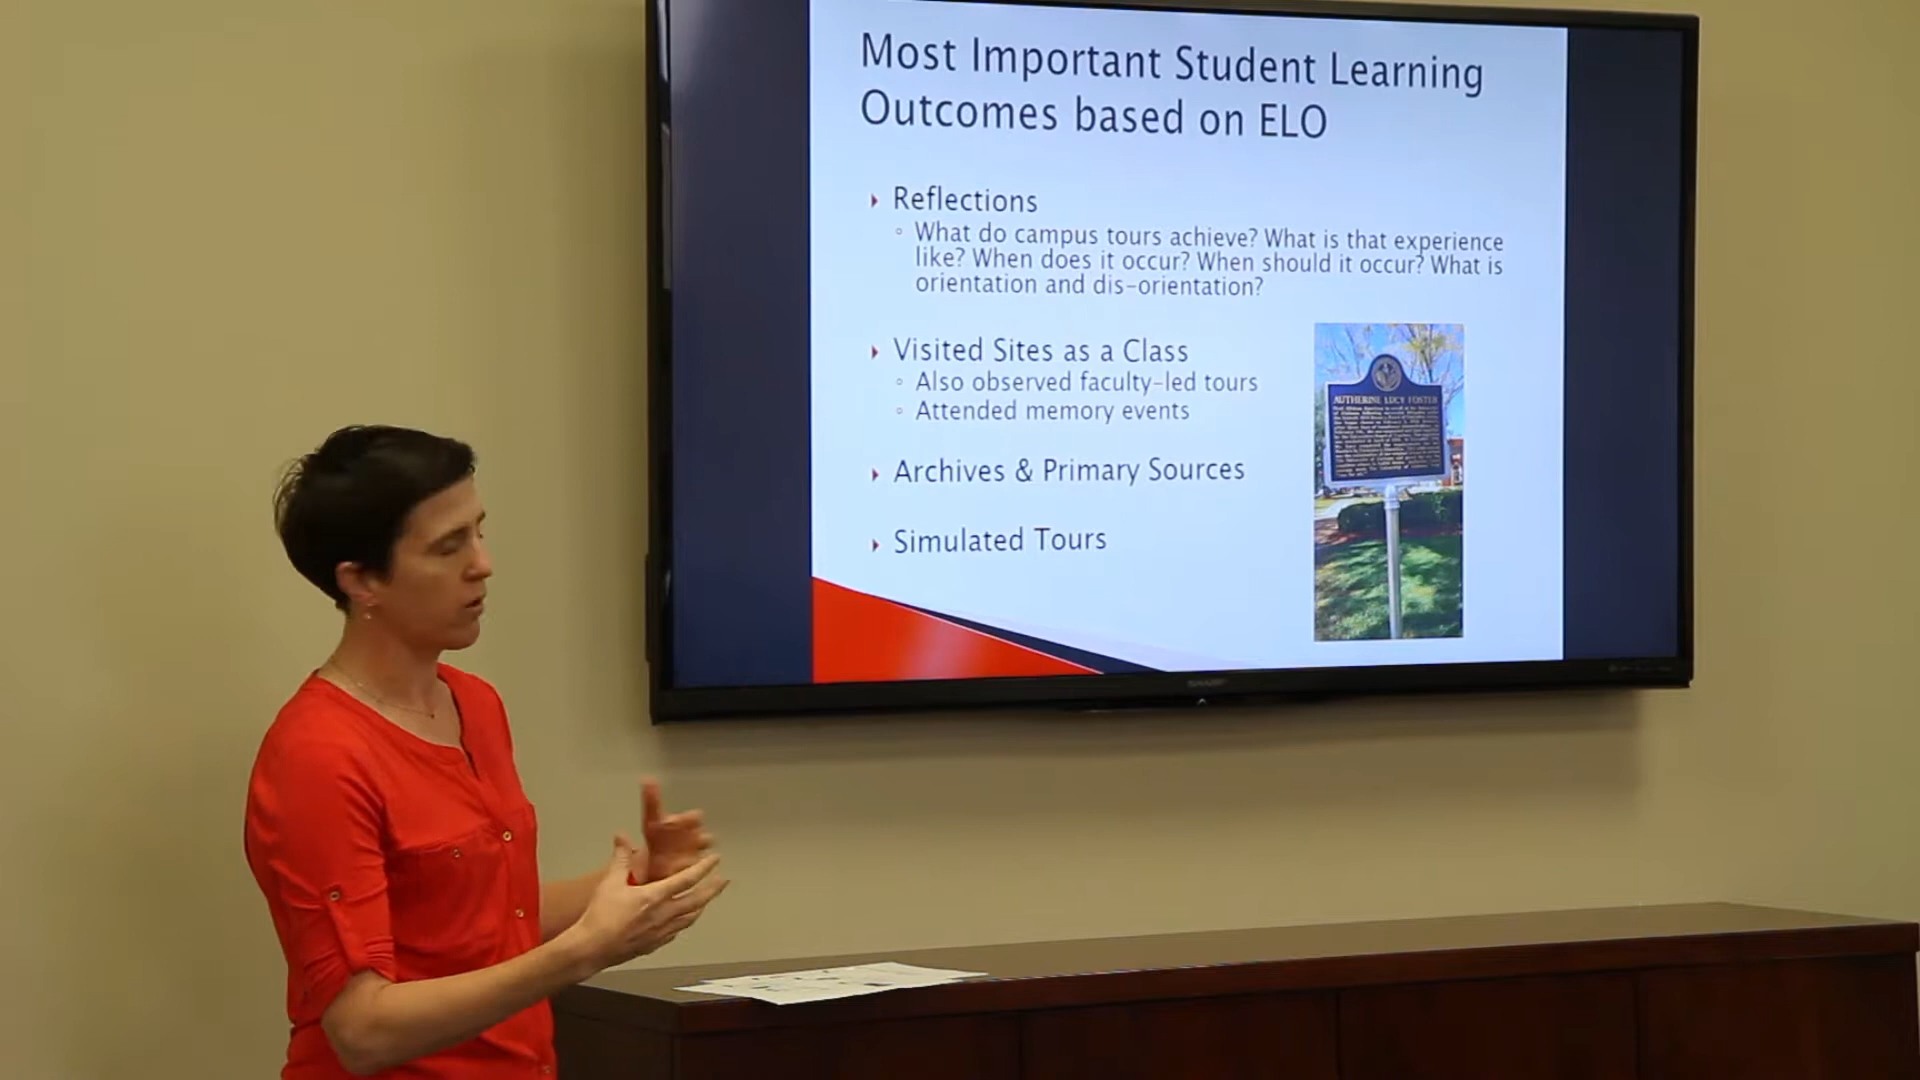 Most Important Student Learning
Outcomes based on ELO
Reflections
What do campus tours achieve? What is that experience
like? When does it occur? When should it occur? What is
orientation and dis-orientation?
Visited Sites as a Class
Also observed faculty-led tours
Attended memory events
Archives & Primary Sources
Simulated Tours
AUTHERINE LUCY FOSTER
SHARP